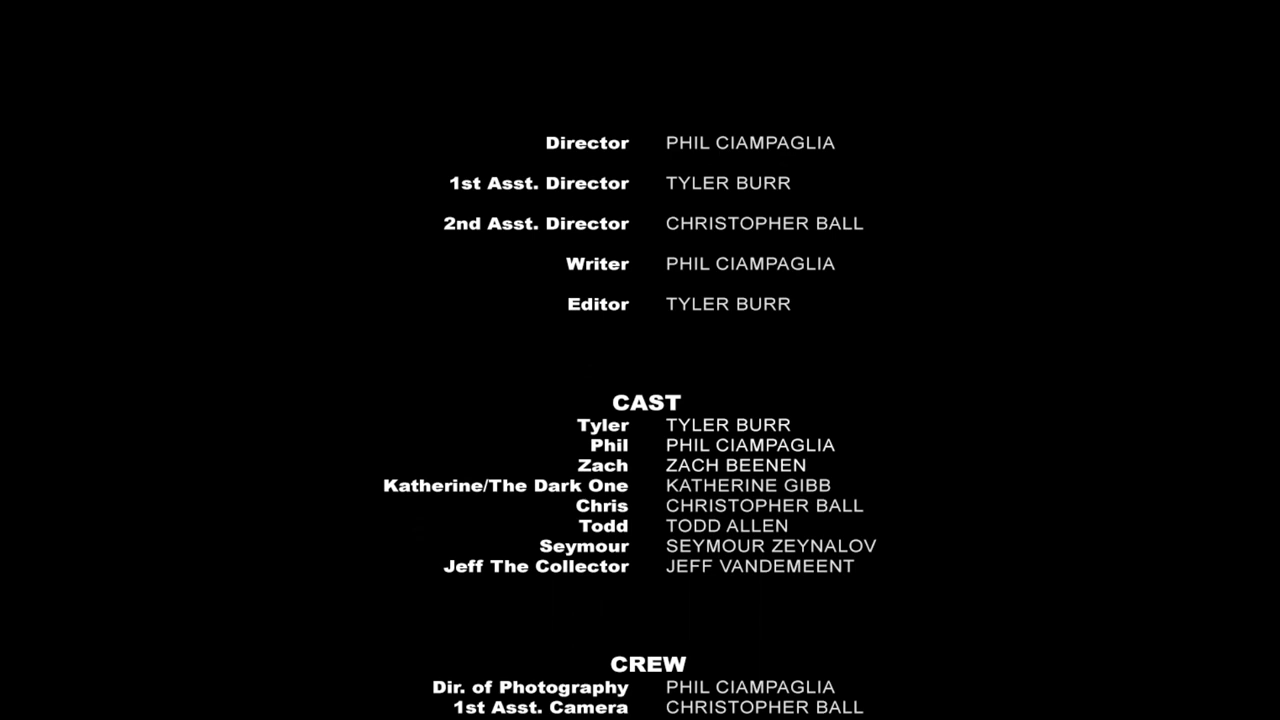 Director PHIL CIAMPAGLIA
1st Asst. Director TYLER BURR
2nd Asst. Director CHRISTOPHER BALL
Writer PHIL CIAMPAGLIA
Editor TYLER BURR
CAST
Tyler TYLER BURR
Phil PHIL CIAMPAGLIA
Zach ZACH BEENEN
Katherine/The Dark One KATHERINE GIBB
Chris CHRISTOPHER BALL
Todd TODD ALLEN
Seymour SEYMOUR ZEYNALOV
Jeff The Collector JEFF VANDEMEENT
CREW
Dir. of Photography PHIL CIAMPAGLIA
1st Asst. Camera CHRISTOPHER BALL